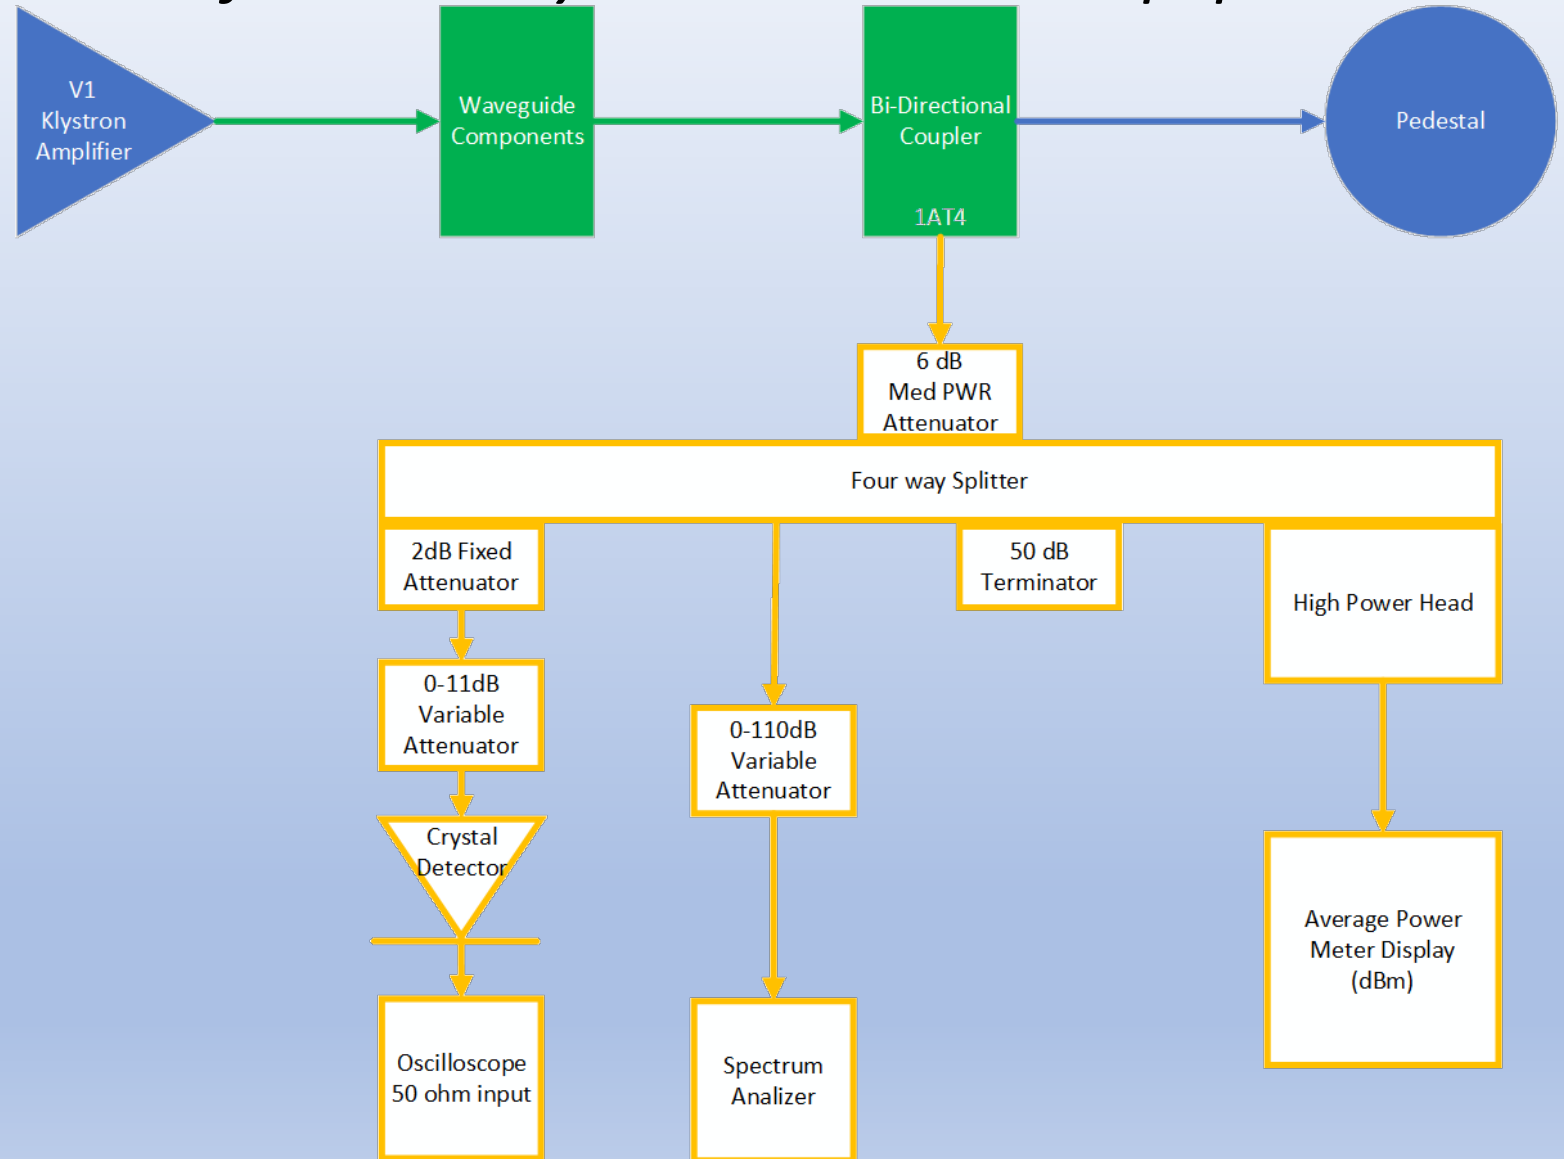 V1
Klystron
Amplifier
Waveguide
Components
Bi-Directional
Coupler
1AT4
Pedestal
6 dB
Med PWR
Attenuator
Four way Splitter
2dB Fixed
Attenuator
50 dB
Terminator
High Power Head
0-11dB
Variable
Attenuator
0-110dB
Variable
Attenuator
Crystal
Detector
Average Power
Meter Display
(dBm)
Oscilloscope
50 ohm input
Spectrum
Analizer